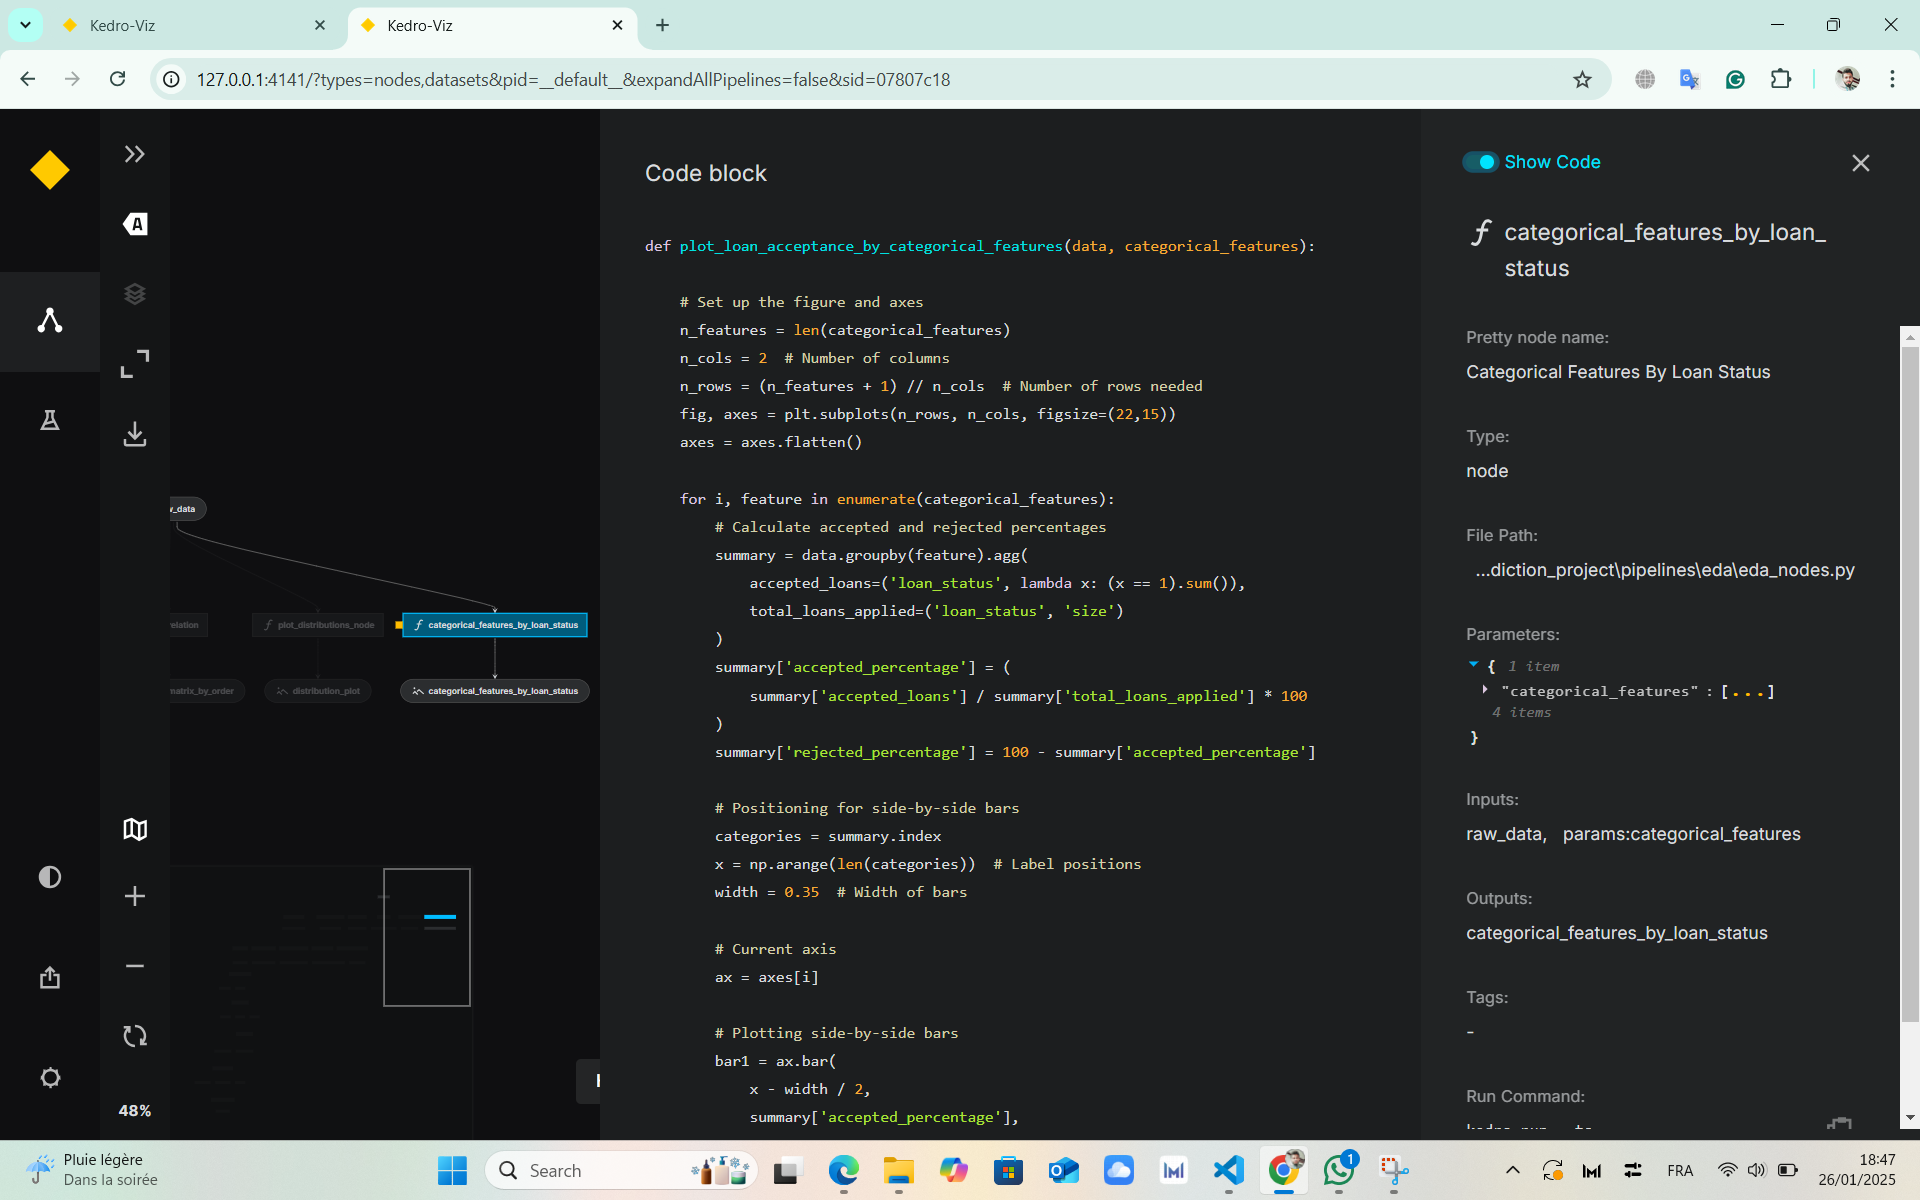 Kedro-Viz
Kedro-Viz
127.0.0.1:4141/?types=nodes,datasets&pid=__default__&expandAllPipelines=false&sid=07807c18
Code block
def plot_loan_acceptance_by_categorical_features(data, categorical_features):
# Set up the figure and axes
n_features = len(categorical_features)
n_cols = 2  # Number of columns
n_rows = (n_features + 1) // n_cols  # Number of rows needed
fig, axes = plt.subplots(n_rows, n_cols, figsize=(22,15))
axes = axes.flatten()
for i, feature in enumerate(categorical_features):
# Calculate accepted and rejected percentages
summary = data.groupby(feature).agg(
accepted_loans=('loan_status', lambda x: (x == 1).sum()),
total_loans_applied=('loan_status', 'size')
)
summary['accepted_percentage'] = (
summary['accepted_loans'] / summary['total_loans_applied'] * 100
)
summary['rejected_percentage'] = 100 - summary['accepted_percentage']
# Positioning for side-by-side bars
categories = summary.index
x = np.arange(len(categories))  # Label positions
width = 0.35  # Width of bars
# Current axis
ax = axes[i]
# Plotting side-by-side bars
bar1 = ax.bar(
x - width / 2,
summary['accepted_percentage'],
w_data
elation
plot_distributions_node
categorical_features_by_loan_status
matrix_by_order
distribution_plot
categorical_features_by_loan_status
48%
Show Code
categorical_features_by_loan_
status
Pretty node name:
Categorical Features By Loan Status
Type:
node
File Path:
...diction_project\pipelines\eda\eda_nodes.py
Parameters:
{ 1 item
"categorical_features" : [...]
4 items
}
Inputs:
raw_data, params:categorical_features
Outputs:
categorical_features_by_loan_status
Tags:
-
Run Command:
Pluie légère
Dans la soirée
Search
1
FRA
18:47
26/01/2025